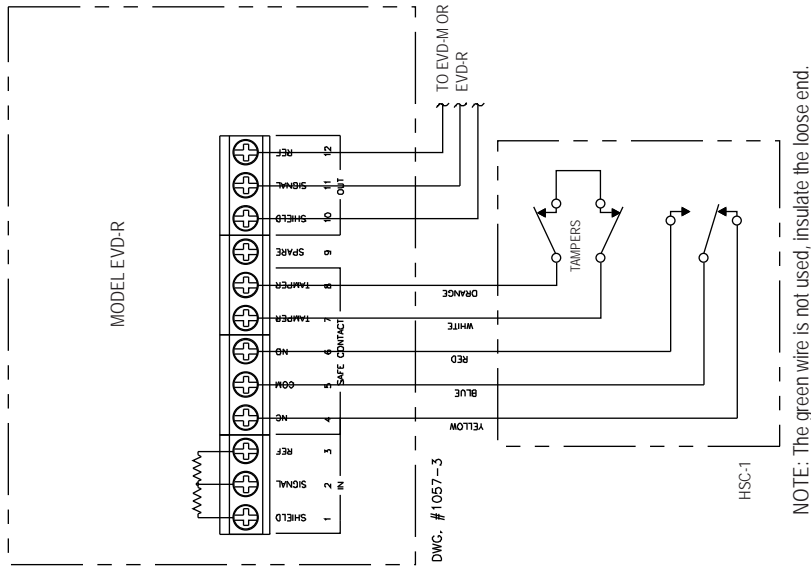 MODEL EVD-R
SHIELD
SIGNAL
REF
NC
COM
NO
TAMPER
TAMPER
SPARE
SHIELD
SIGNAL
REF
1 2 3 4 5 6 7 8 9 10 11 12
IN
SAFE CONTACT
OUT
DWG. #1057-3
TO EVD-M OR
EVD-R
YELLOW
BLUE
RED
WHITE
ORANGE
TAMPERS
HSC-1
NOTE: The green wire is not used, insulate the loose end.